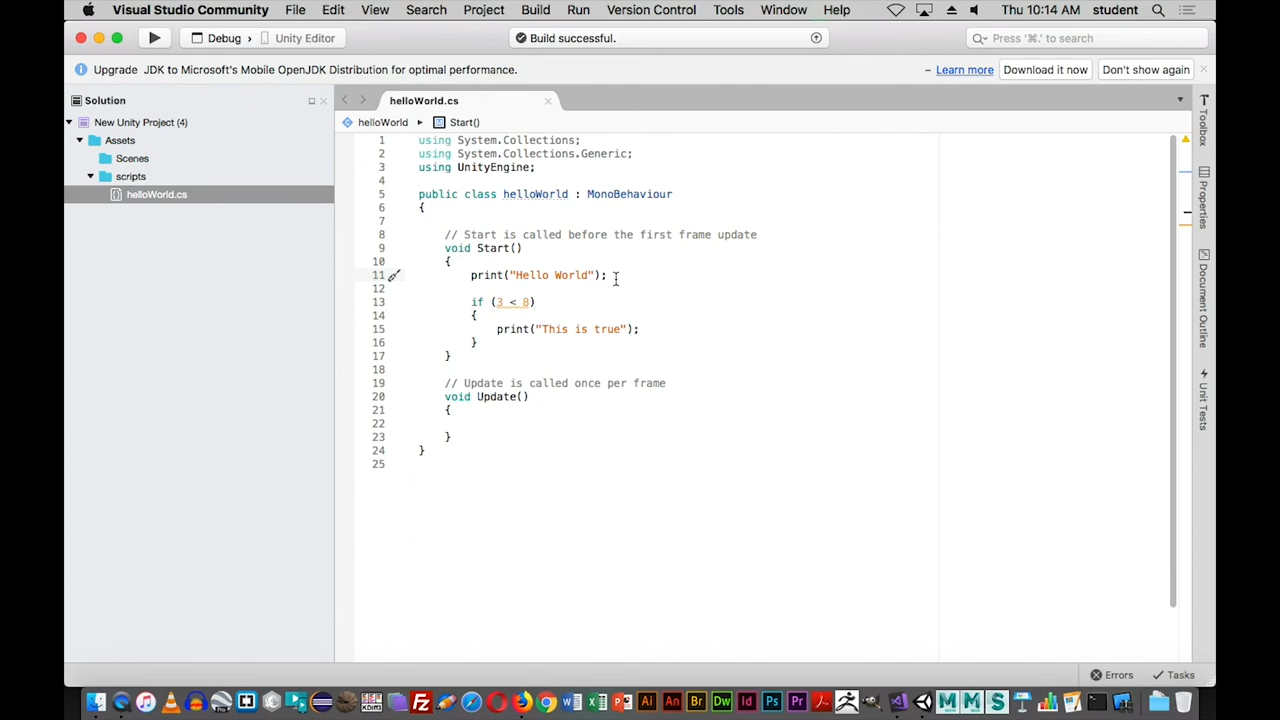 Visual Studio Community File Edit View Search Project Build Run Version Control Tools Window Help Thu 10:14 AM student
Debug › Unity Editor Build successful. Press ‘⌘.’ to search
Upgrade JDK to Microsoft's Mobile OpenJDK Distribution for optimal performance. Learn more Download it now Don't show again
Solution
New Unity Project (4)
Assets
Scenes
scripts
helloWorld.cs
helloWorld.cs
helloWorld ▸ Start()
1 using System.Collections;
2 using System.Collections.Generic;
3 using UnityEngine;
4
5 public class helloWorld : MonoBehaviour
6 {
7
8 // Start is called before the first frame update
9 void Start()
10 {
11 print("Hello World");
12
13 if (3 < 8)
14 {
15 print("This is true");
16 }
17 }
18
19 // Update is called once per frame
20 void Update()
21 {
22
23 }
24 }
25
Toolbox
Properties
Document Outline
Unit Tests
Errors Tasks
Ai An Br Dw Id Ps Pr